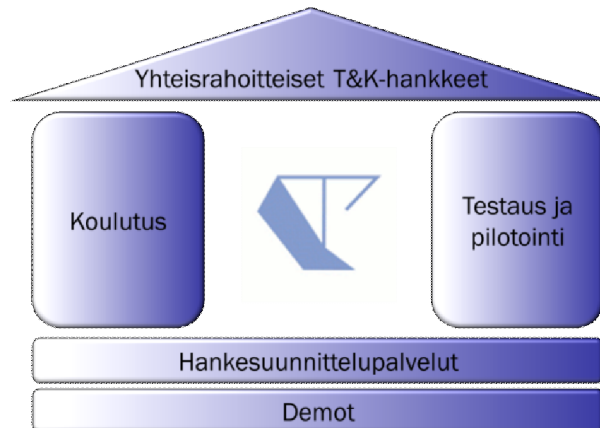 Yhteisrahoitteiset T&K-hankkeet
Koulutus
Testaus ja
pilotointi
Hankesuunnittelupalvelut
Demot